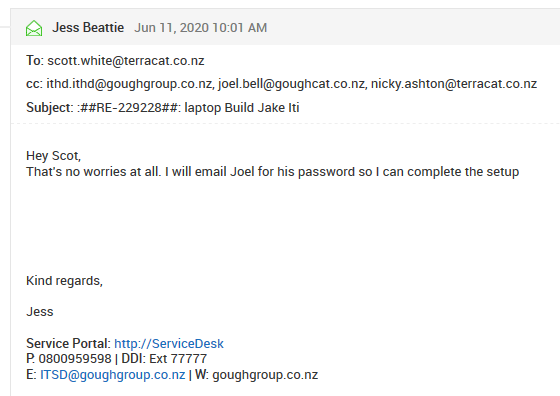 Jess Beattie Jun 11, 2020 10:01 AM
To: scott.white@terracat.co.nz
cc: ithd.ithd@goughgroup.co.nz, joel.bell@goughcat.co.nz, nicky.ashton@terracat.co.nz
Subject: :##RE-229228##: laptop Build Jake Iti
Hey Scot,
That's no worries at all. I will email Joel for his password so I can complete the setup
Kind regards,
Jess
Service Portal: http://ServiceDesk
P: 0800959598 | DDI: Ext 77777
E: ITSD@goughgroup.co.nz | W: goughgroup.co.nz